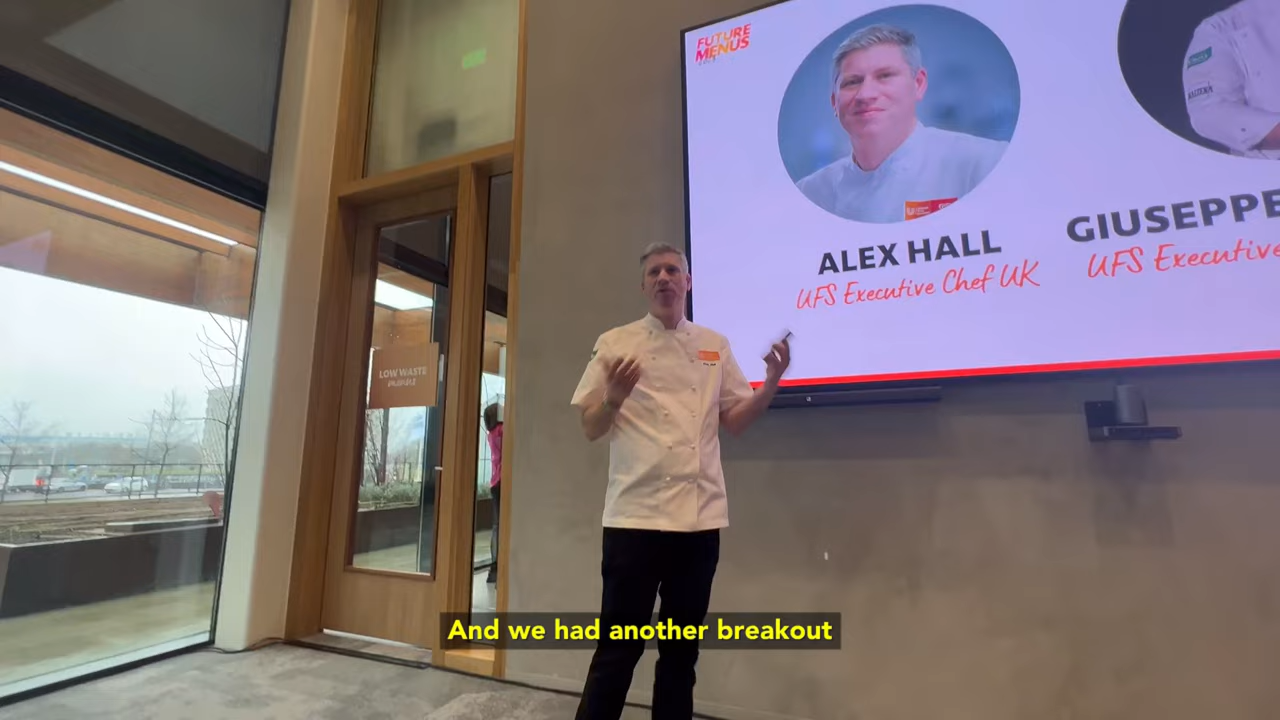 FUTURE
MENUS
ALEX HALL
UFS Executive Chef UK
GIUSEPPE
UFS Executive
LOW WASTE
And we had another breakout